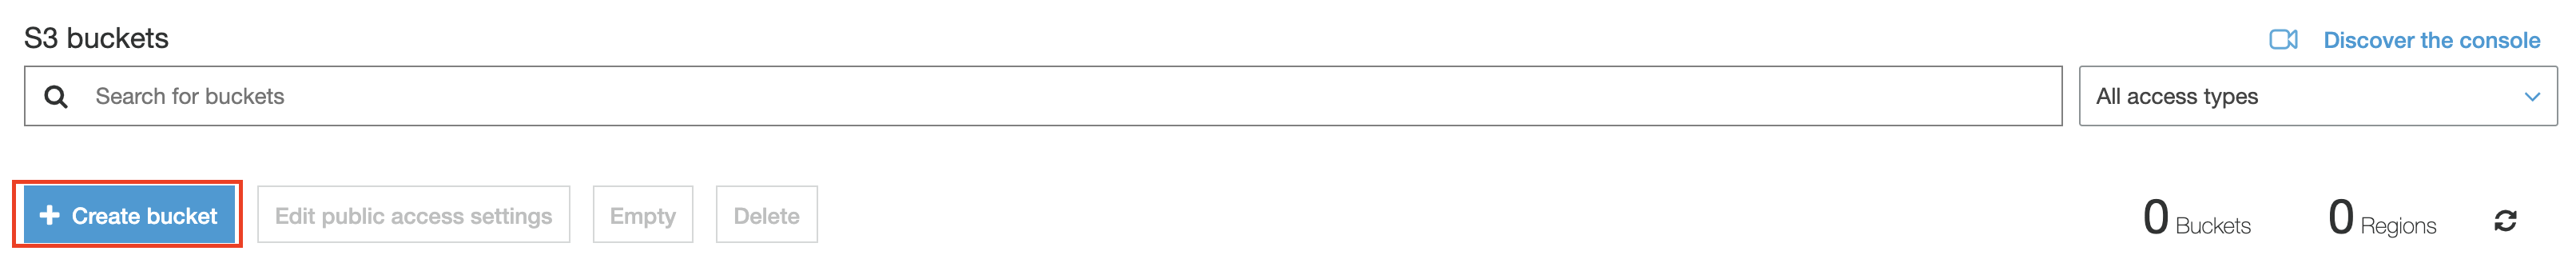 S3 buckets
Discover the console
Search for buckets
All access types
Create bucket
Edit public access settings
Empty
Delete
0 Buckets
0 Regions